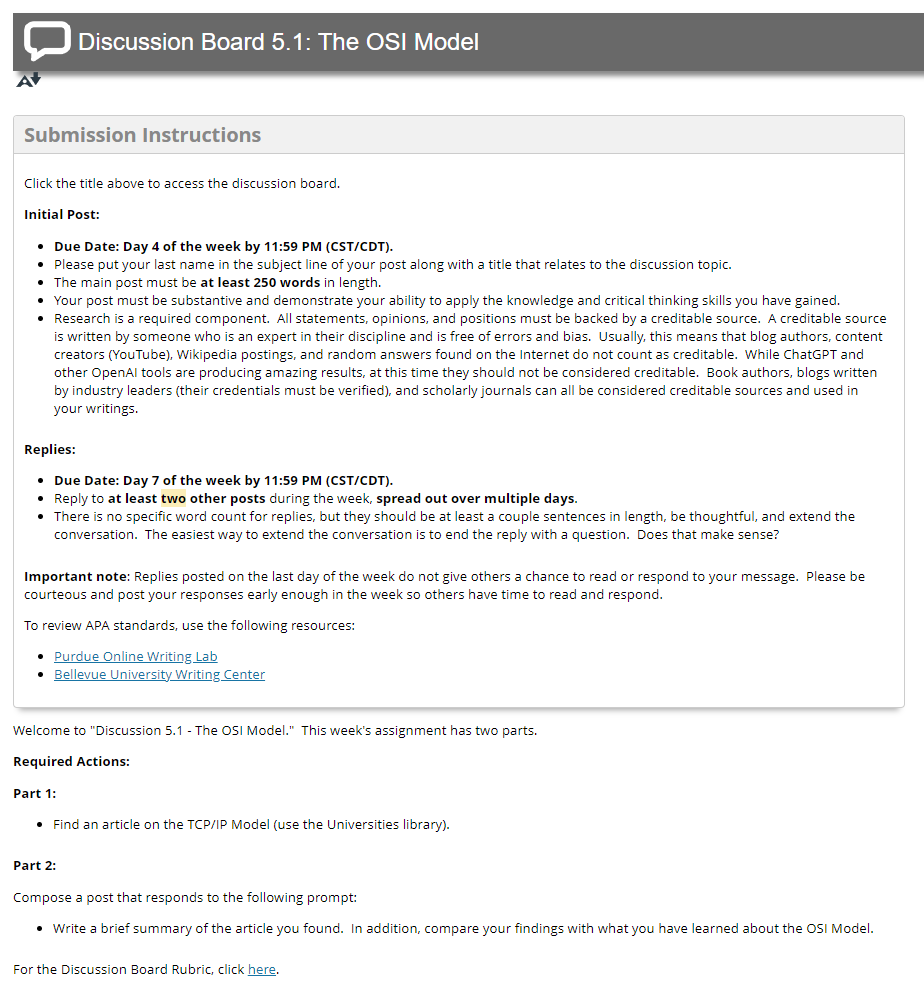 Discussion Board 5.1: The OSI Model
A
Submission Instructions
Click the title above to access the discussion board.
Initial Post:
• Due Date: Day 4 of the week by 11:59 PM (CST/CDT).
• Please put your last name in the subject line of your post along with a title that relates to the discussion topic.
• The main post must be at least 250 words in length.
• Your post must be substantive and demonstrate your ability to apply the knowledge and critical thinking skills you have gained.
• Research is a required component.  All statements, opinions, and positions must be backed by a creditable source.  A creditable source
is written by someone who is an expert in their discipline and is free of errors and bias.  Usually, this means that blog authors, content
creators (YouTube), Wikipedia postings, and random answers found on the Internet do not count as creditable.  While ChatGPT and
other OpenAI tools are producing amazing results, at this time they should not be considered creditable.  Book authors, blogs written
by industry leaders (their credentials must be verified), and scholarly journals can all be considered creditable sources and used in
your writings.
Replies:
• Due Date: Day 7 of the week by 11:59 PM (CST/CDT).
• Reply to at least two other posts during the week, spread out over multiple days.
• There is no specific word count for replies, but they should be at least a couple sentences in length, be thoughtful, and extend the
conversation.  The easiest way to extend the conversation is to end the reply with a question.  Does that make sense?
Important note: Replies posted on the last day of the week do not give others a chance to read or respond to your message.  Please be
courteous and post your responses early enough in the week so others have time to read and respond.
To review APA standards, use the following resources:
• Purdue Online Writing Lab
• Bellevue University Writing Center
Welcome to "Discussion 5.1 - The OSI Model."  This week's assignment has two parts.
Required Actions:
Part 1:
• Find an article on the TCP/IP Model (use the Universities library).
Part 2:
Compose a post that responds to the following prompt:
• Write a brief summary of the article you found.  In addition, compare your findings with what you have learned about the OSI Model.
For the Discussion Board Rubric, click here.